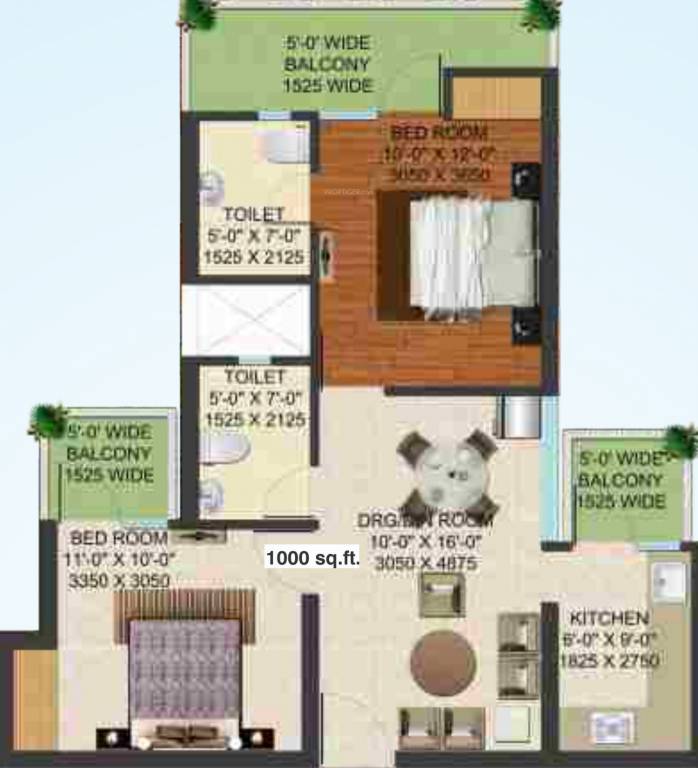 5'-0' WIDE
BALCONY
1525 WIDE
BED ROOM
10'-0" X 12'-0"
3050 X 3650
TOILET
5'-0" X 7'-0"
1525 X 2125
TOILET
5'-0" X 7'-0"
1525 X 2125
5'-0' WIDE
BALCONY
1525 WIDE
5'-0' WIDE
BALCONY
1525 WIDE
DRG/DIN ROOM
10'-0" X 16'-0"
3050 X 4875
BED ROOM
11'-0" X 10'-0"
3350 X 3050
1000 sq.ft.
KITCHEN
6'-0" X 9'-0"
1825 X 2750